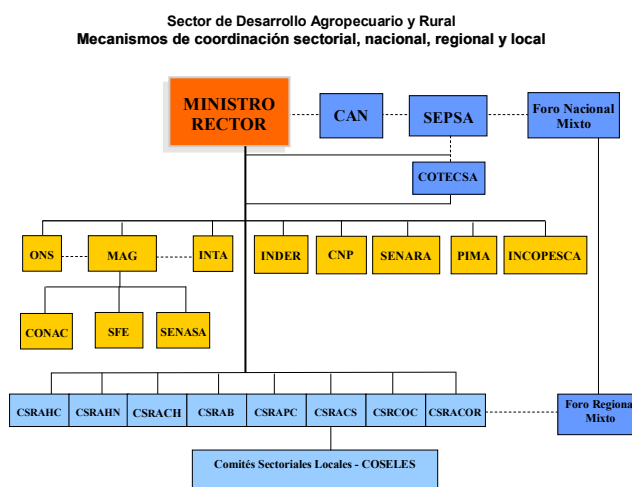 Sector de Desarrollo Agropecuario y Rural
Mecanismos de coordinación sectorial, nacional, regional y local
MINISTRO
RECTOR
CAN
SEPSA
Foro Nacional
Mixto
COTECSA
ONS
MAG
INTA
INDER
CNP
SENARA
PIMA
INCOPESCA
CONAC
SFE
SENASA
CSRAHC
CSRAHN
CSRACH
CSRAB
CSRAPC
CSRACS
CSRCOC
CSRACOR
Foro Regional
Mixto
Comités Sectoriales Locales - COSELES